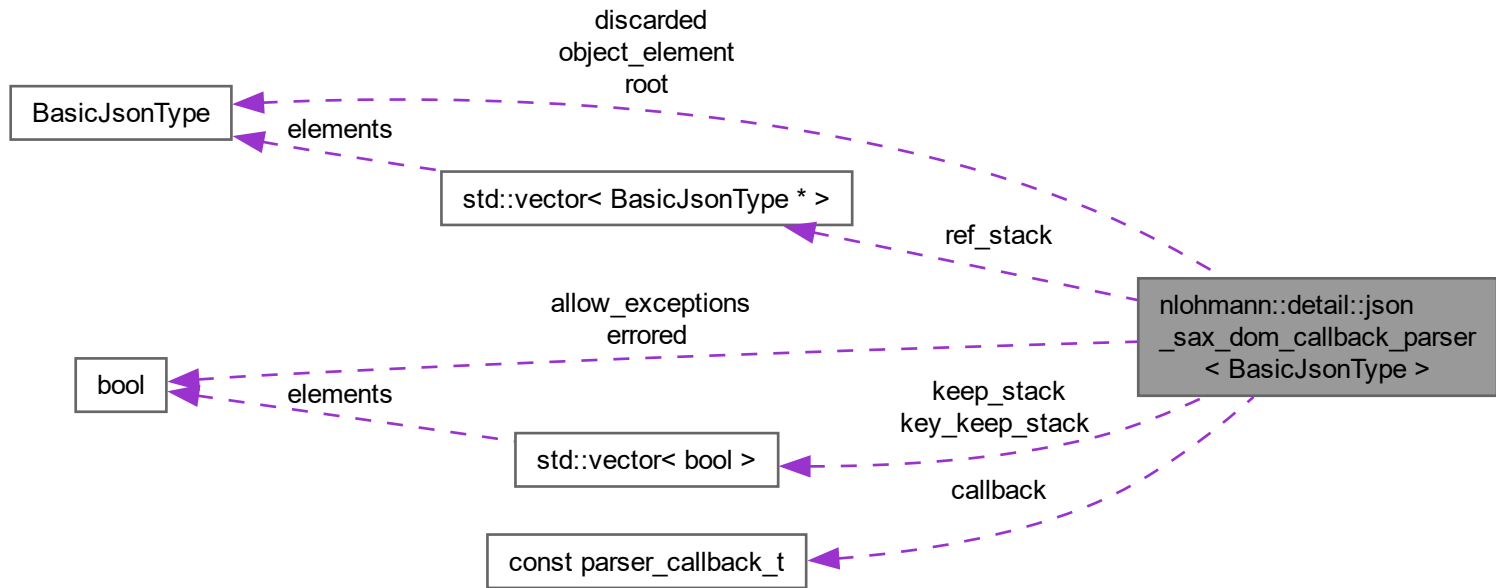 discarded
object_element
root
BasicJsonType
elements
std::vector< BasicJsonType * >
ref_stack
nlohmann::detail::json
_sax_dom_callback_parser
< BasicJsonType >
allow_exceptions
errored
bool
elements
keep_stack
key_keep_stack
std::vector< bool >
callback
const parser_callback_t